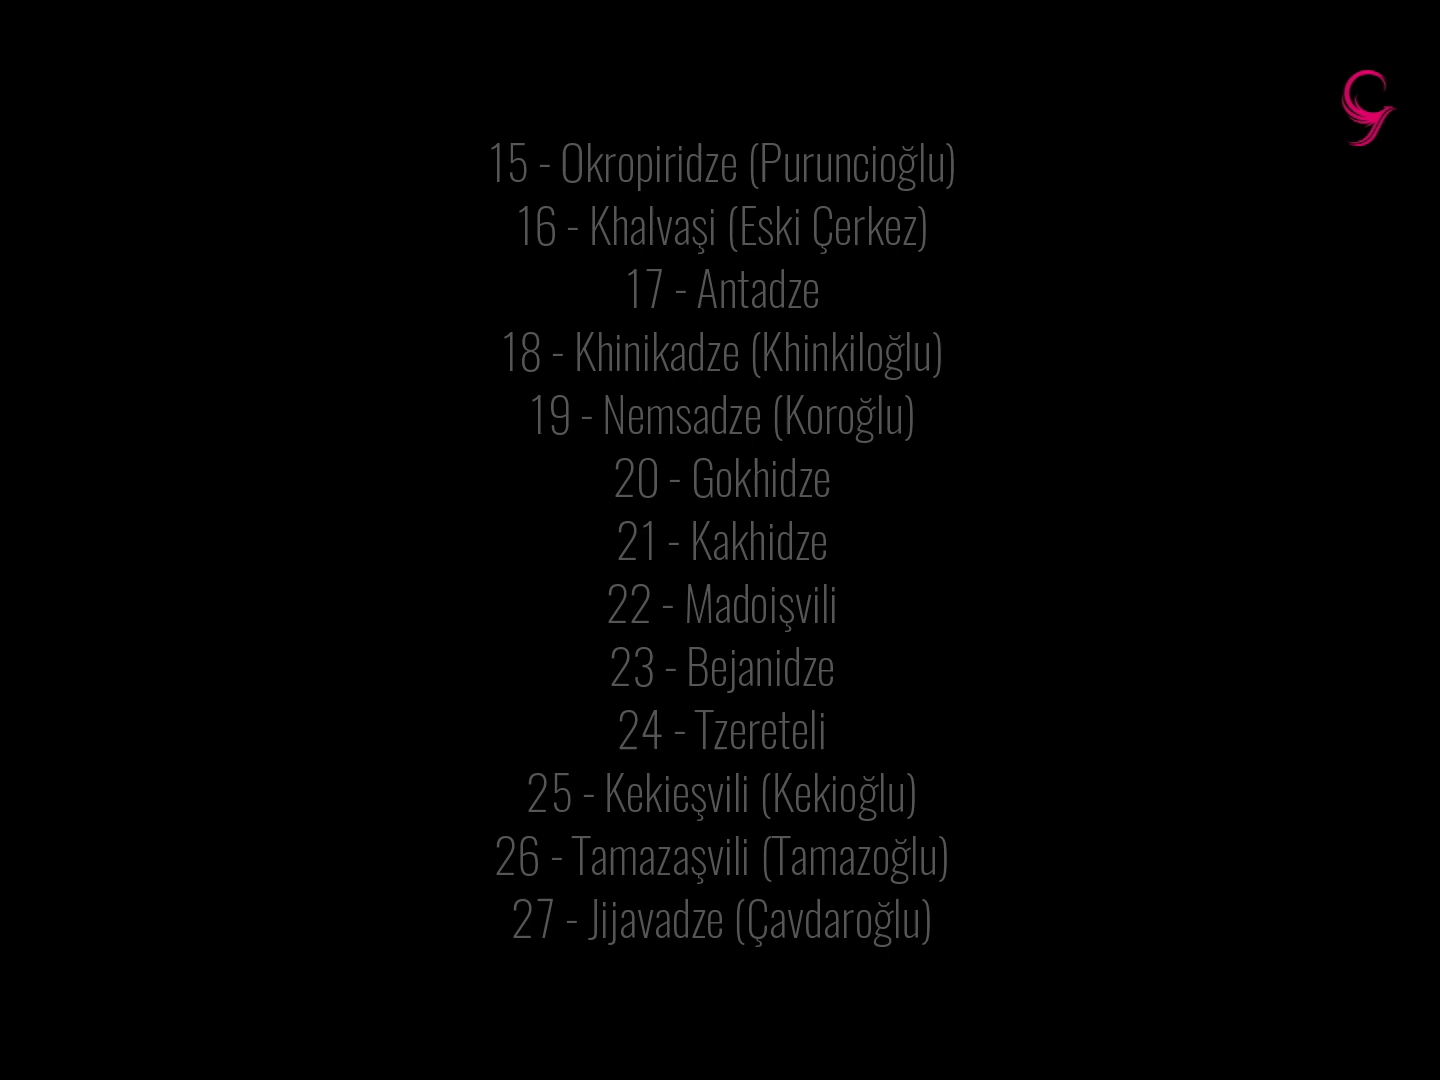 15 - Okropiridze (Puruncioğlu)
16 - Khalvaşi (Eski Çerkez)
17 - Antadze
18 - Khinikadze (Khinkiloğlu)
19 - Nemsadze (Koroğlu)
20 - Gokhidze
21 - Kakhidze
22 - Madoişvili
23 - Bejanidze
24 - Tzereteli
25 - Kekieşvili (Kekioğlu)
26 - Tamazaşvili (Tamazoğlu)
27 - Jijavadze (Çavdaroğlu)